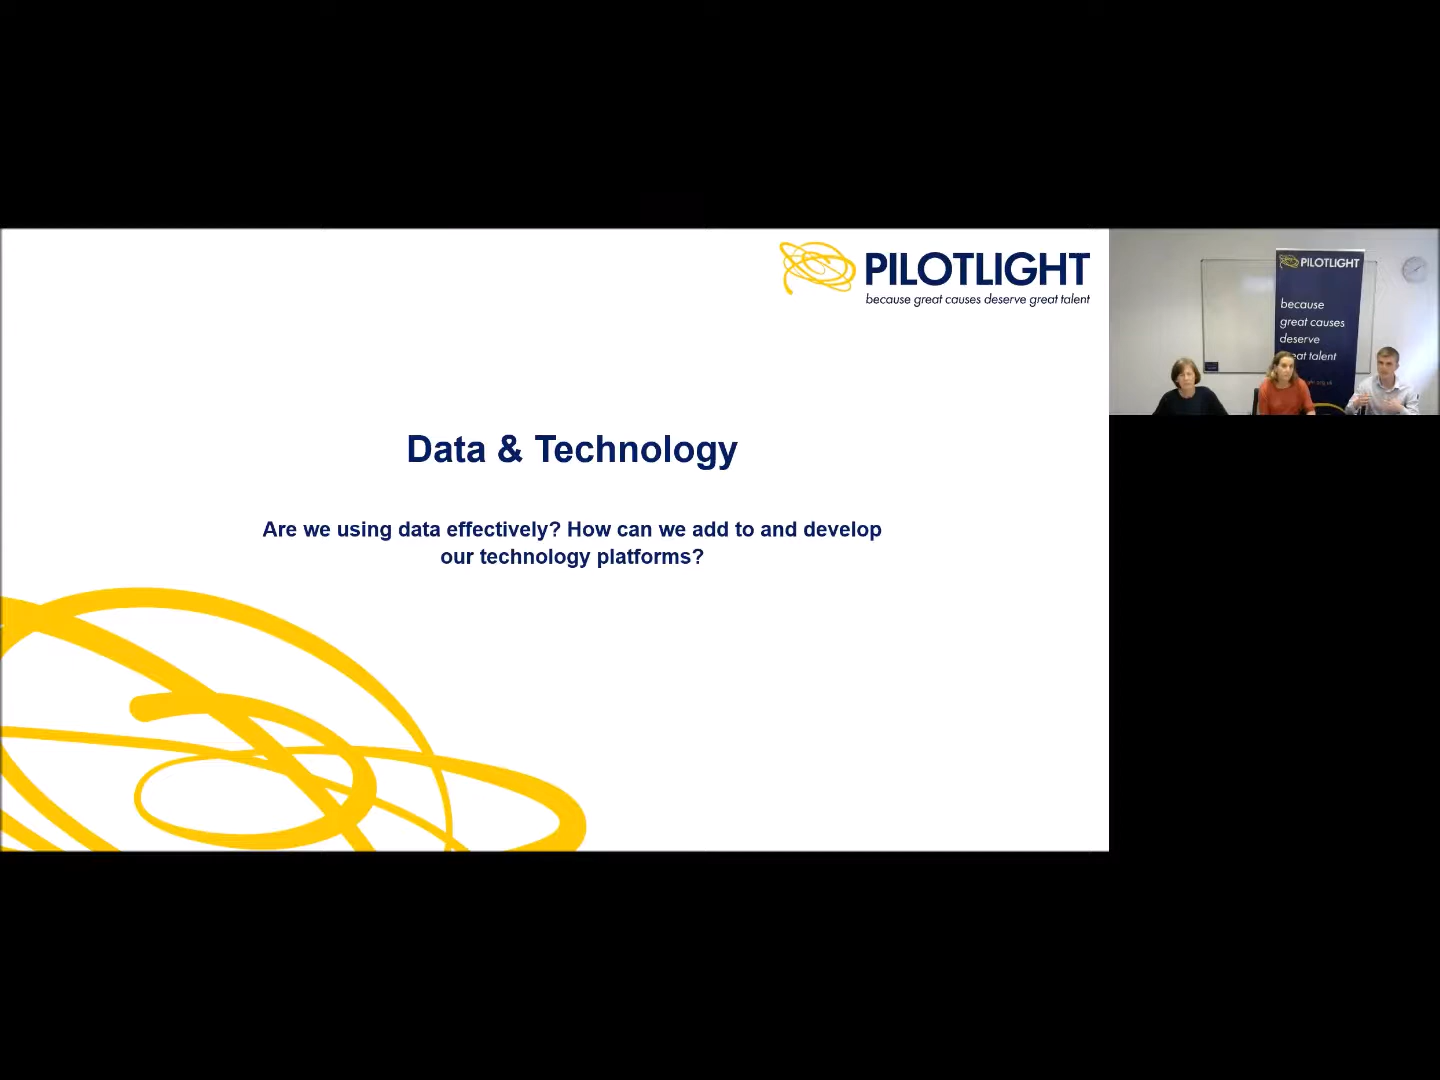 PILOTLIGHT
because great causes deserve great talent
Data & Technology
Are we using data effectively? How can we add to and develop
our technology platforms?
PILOTLIGHT
because
great causes
deserve
great talent